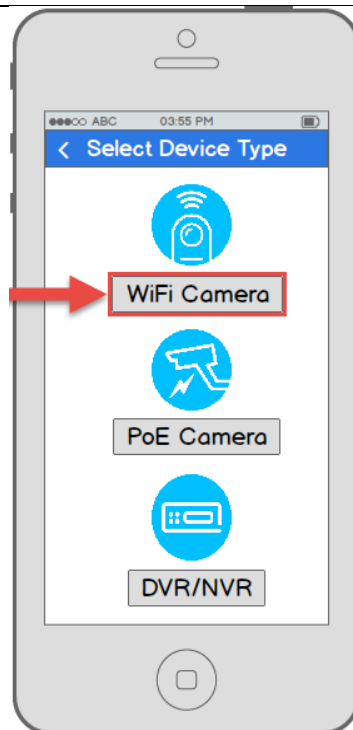 ABC 03:55 PM
< Select Device Type
WiFi Camera
PoE Camera
DVR/NVR